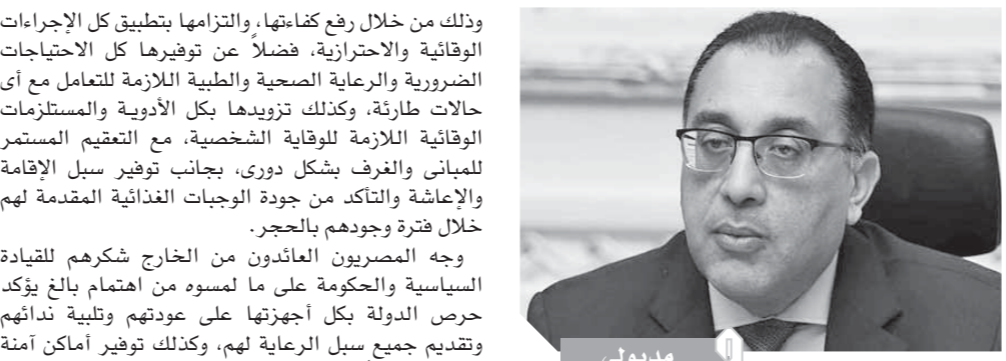 وذلك من خلال رفع كفاءتها، والتزامها بتطبيق كل الإجراءات
الوقائية والاحترازية، فضلاً عن توفيرها كل الاحتياجات
الضرورية والرعاية الصحية والطبية اللازمة للتعامل مع أى
حالات طارئة، وكذلك تزويدها بكل الأدوية والمستلزمات
الوقائية اللازمة للوقاية الشخصية، مع التعقيم المستمر
للمبانى والغرف بشكل دورى، بجانب توفير سبل الإقامة
والإعاشة والتأكد من جودة الوجبات الغذائية المقدمة لهم
خلال فترة وجودهم بالحجر.
وجه المصريون العائدون من الخارج شكرهم للقيادة
السياسية والحكومة على ما لمسوه من اهتمام بالغ يؤكد
حرص الدولة بكل أجهزتها على عودتهم وتلبية ندائهم
وتقديم جميع سبل الرعاية لهم، وكذلك توفير أماكن آمنة
مدبولى